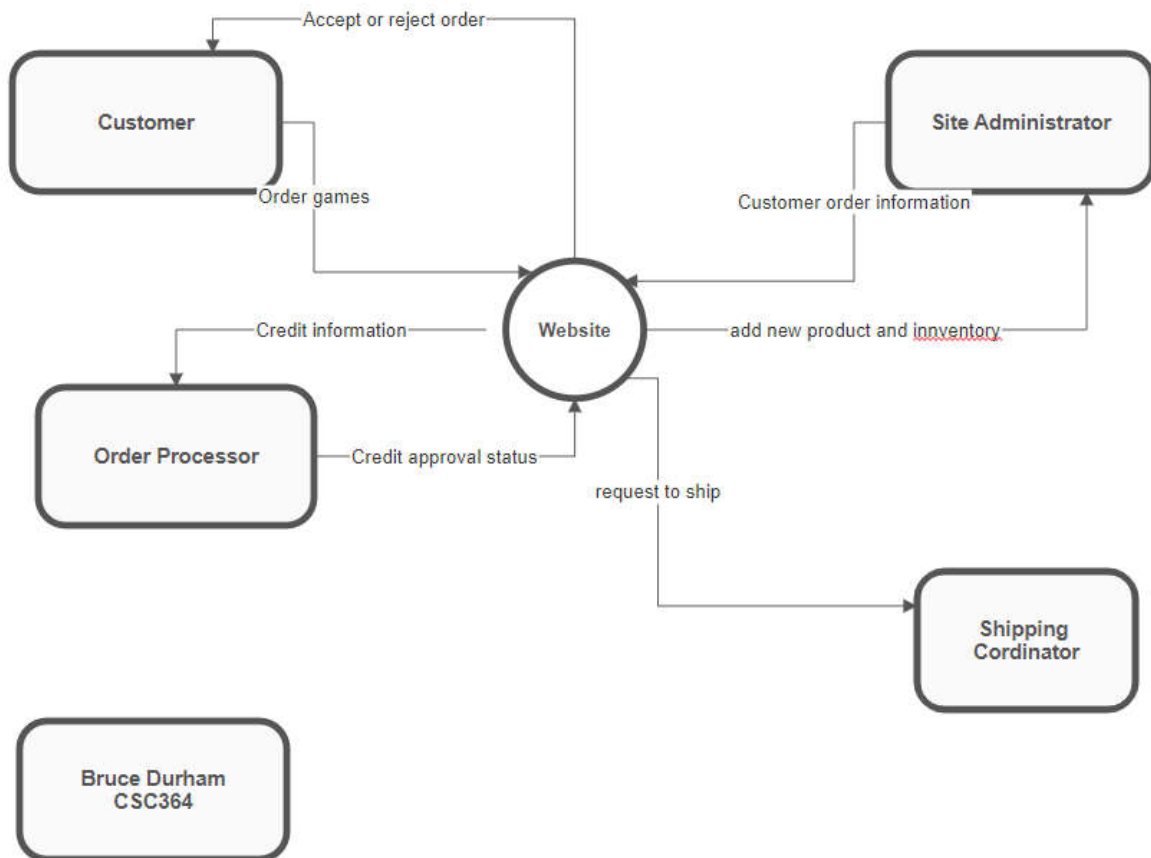 Accept or reject order
Customer
Site Administrator
Order games
Customer order information
Credit information
Website
add new product and innventory
Order Processor
Credit approval status
request to ship
Shipping
Cordinator
Bruce Durham
CSC364